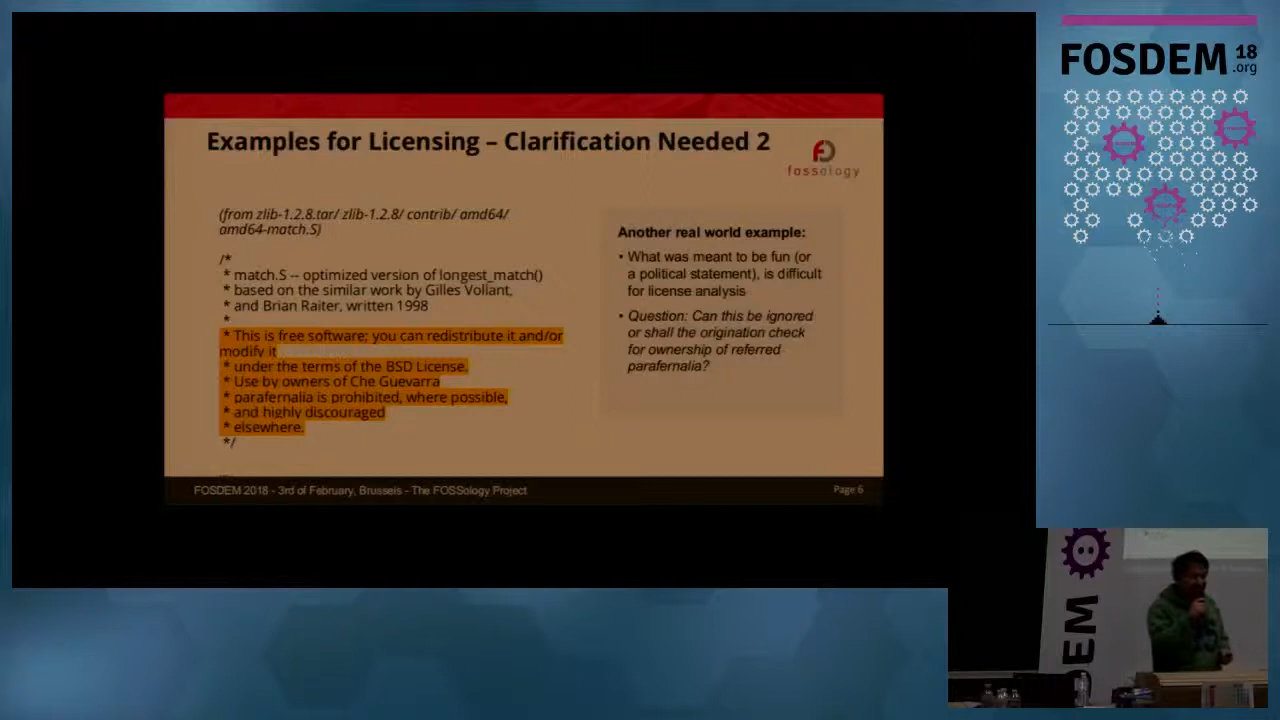 FOSDEM 18
.org
Examples for Licensing – Clarification Needed 2
fossology
(from zlib-1.2.8.tar/ zlib-1.2.8/ contrib/ amd64/
amd64-match.S)
/*
* match.S -- optimized version of longest_match()
* based on the similar work by Gilles Vollant,
* and Brian Raiter, written 1998
*
* This is free software; you can redistribute it and/or
modify it
* under the terms of the BSD License.
* Use by owners of Che Guevarra
* parafernalia is prohibited, where possible,
* and highly discouraged
* elsewhere.
*/
Another real world example:
• What was meant to be fun (or
a political statement), is difficult
for license analysis
• Question: Can this be ignored
or shall the origination check
for ownership of referred
parafernalia?
FOSDEM 2018 - 3rd of February, Brussels - The FOSSology Project
Page 6
DEM